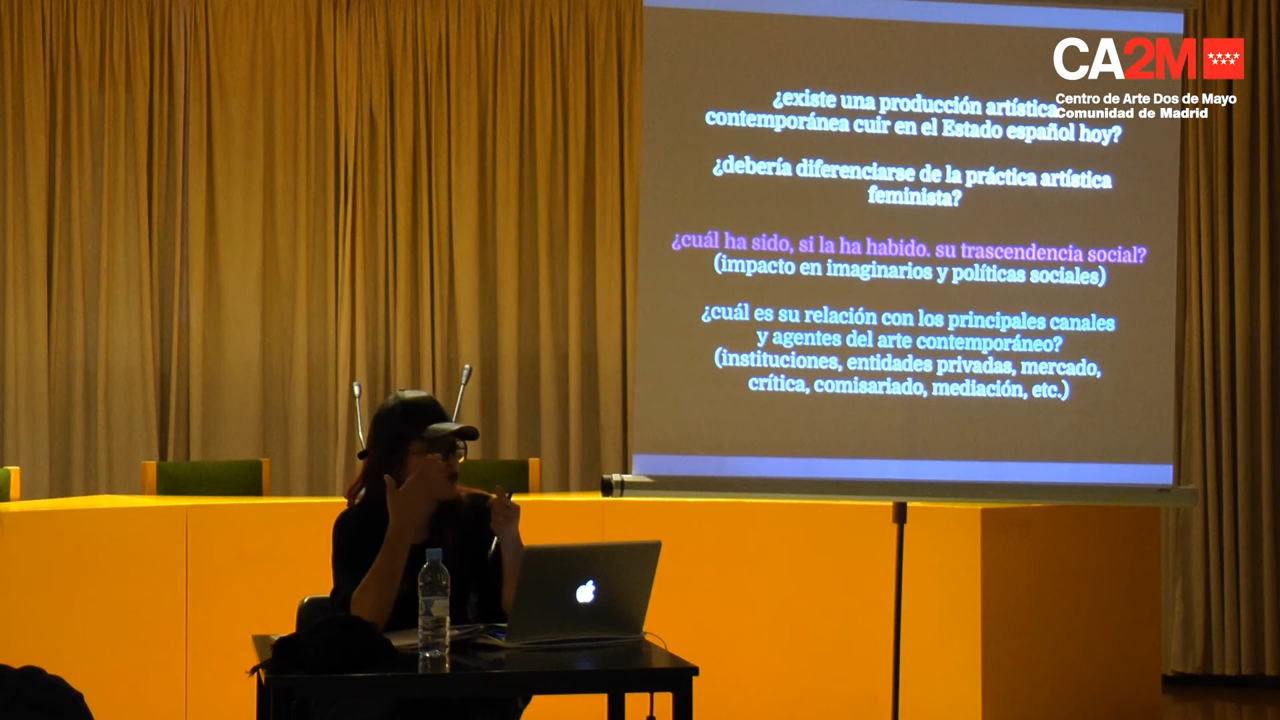 ¿existe una producción artística
contemporánea cuir en el Estado español hoy?
¿debería diferenciarse de la práctica artística
feminista?
¿cuál ha sido, si la ha habido. su trascendencia social?
(impacto en imaginarios y políticas sociales)
¿cuál es su relación con los principales canales
y agentes del arte contemporáneo?
(instituciones, entidades privadas, mercado,
crítica, comisariado, mediación, etc.)
CA2M
Centro de Arte Dos de Mayo
Comunidad de Madrid